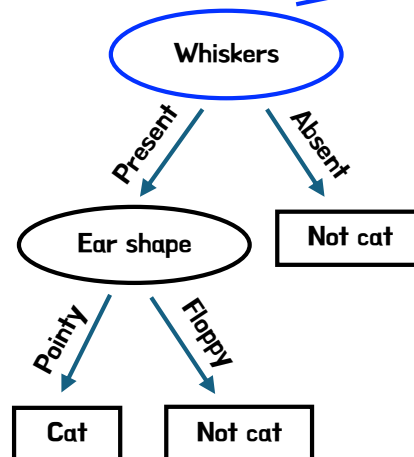 Whiskers
Present
Absent
Ear shape
Not cat
Pointy
Floppy
Cat
Not cat